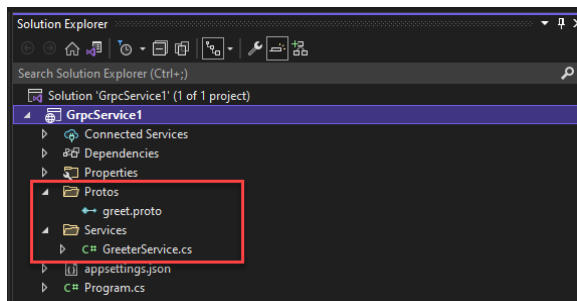 Solution Explorer
Search Solution Explorer (Ctrl+;)
Solution 'GrpcService1' (1 of 1 project)
GrpcService1
Connected Services
Dependencies
Properties
Protos
greet.proto
Services
C# GreeterService.cs
appsettings.json
C# Program.cs